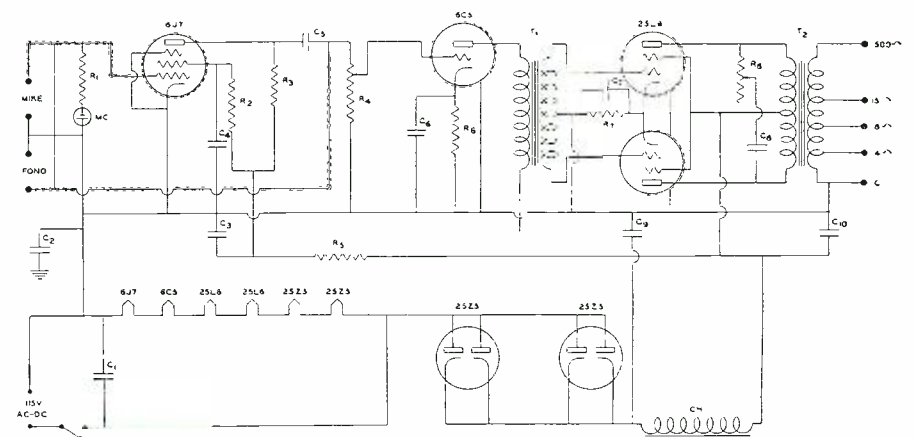 6J7
C5
6C5
T1
25L6
T2
500~
R1
R3
R2
R4
C6
R6
C7
R7
R8
C8
15~
8~
4~
C
MIKE
MC
C4
FONO
C2
C3
R5
C9
C10
6J7 6C5 25L6 25L6 25Z5 25Z5
25Z5
25Z5
C1
115V
AC-DC
CH